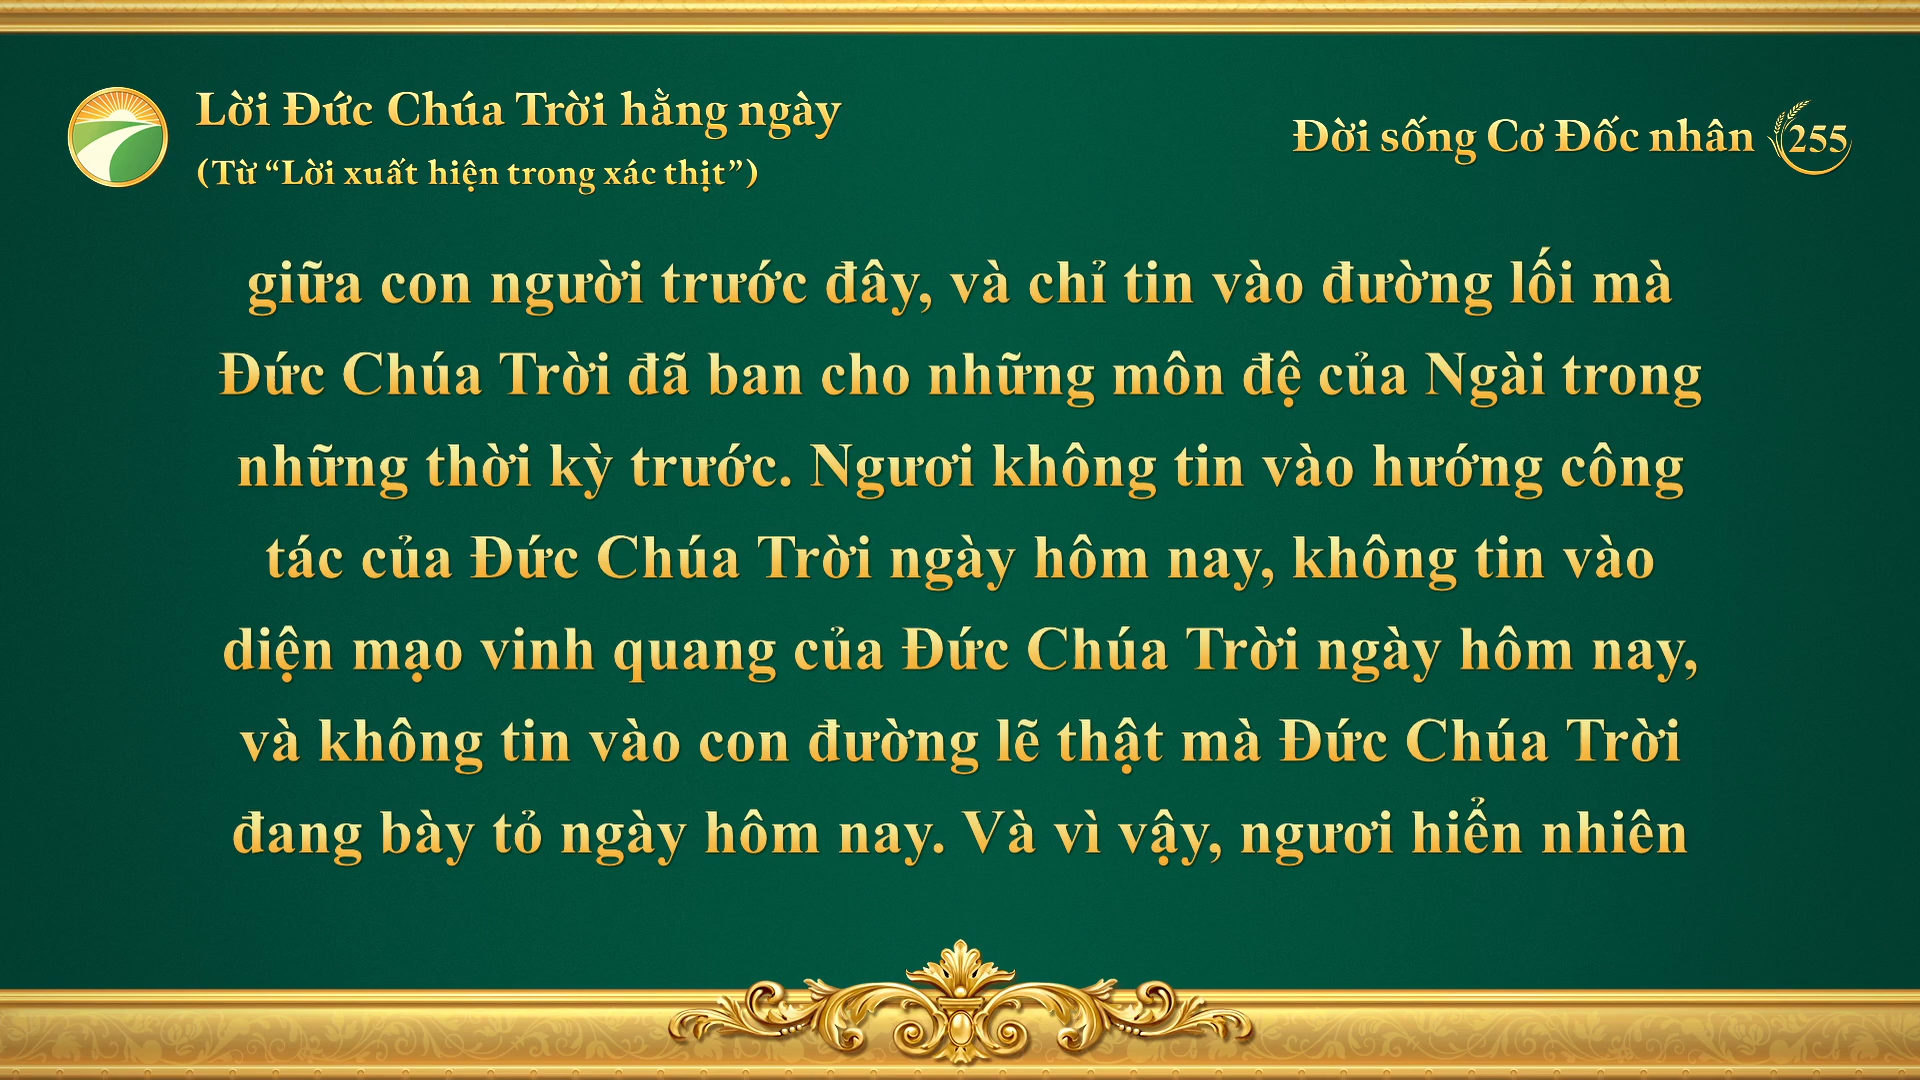 Lời Đức Chúa Trời hằng ngày
(Từ “Lời xuất hiện trong xác thịt”)
Đời sống Cơ Đốc nhân 255
giữa con người trước đây, và chỉ tin vào đường lối mà
Đức Chúa Trời đã ban cho những môn đệ của Ngài trong
những thời kỳ trước. Ngươi không tin vào hướng công
tác của Đức Chúa Trời ngày hôm nay, không tin vào
diện mạo vinh quang của Đức Chúa Trời ngày hôm nay,
và không tin vào con đường lẽ thật mà Đức Chúa Trời
đang bày tỏ ngày hôm nay. Và vì vậy, ngươi hiển nhiên